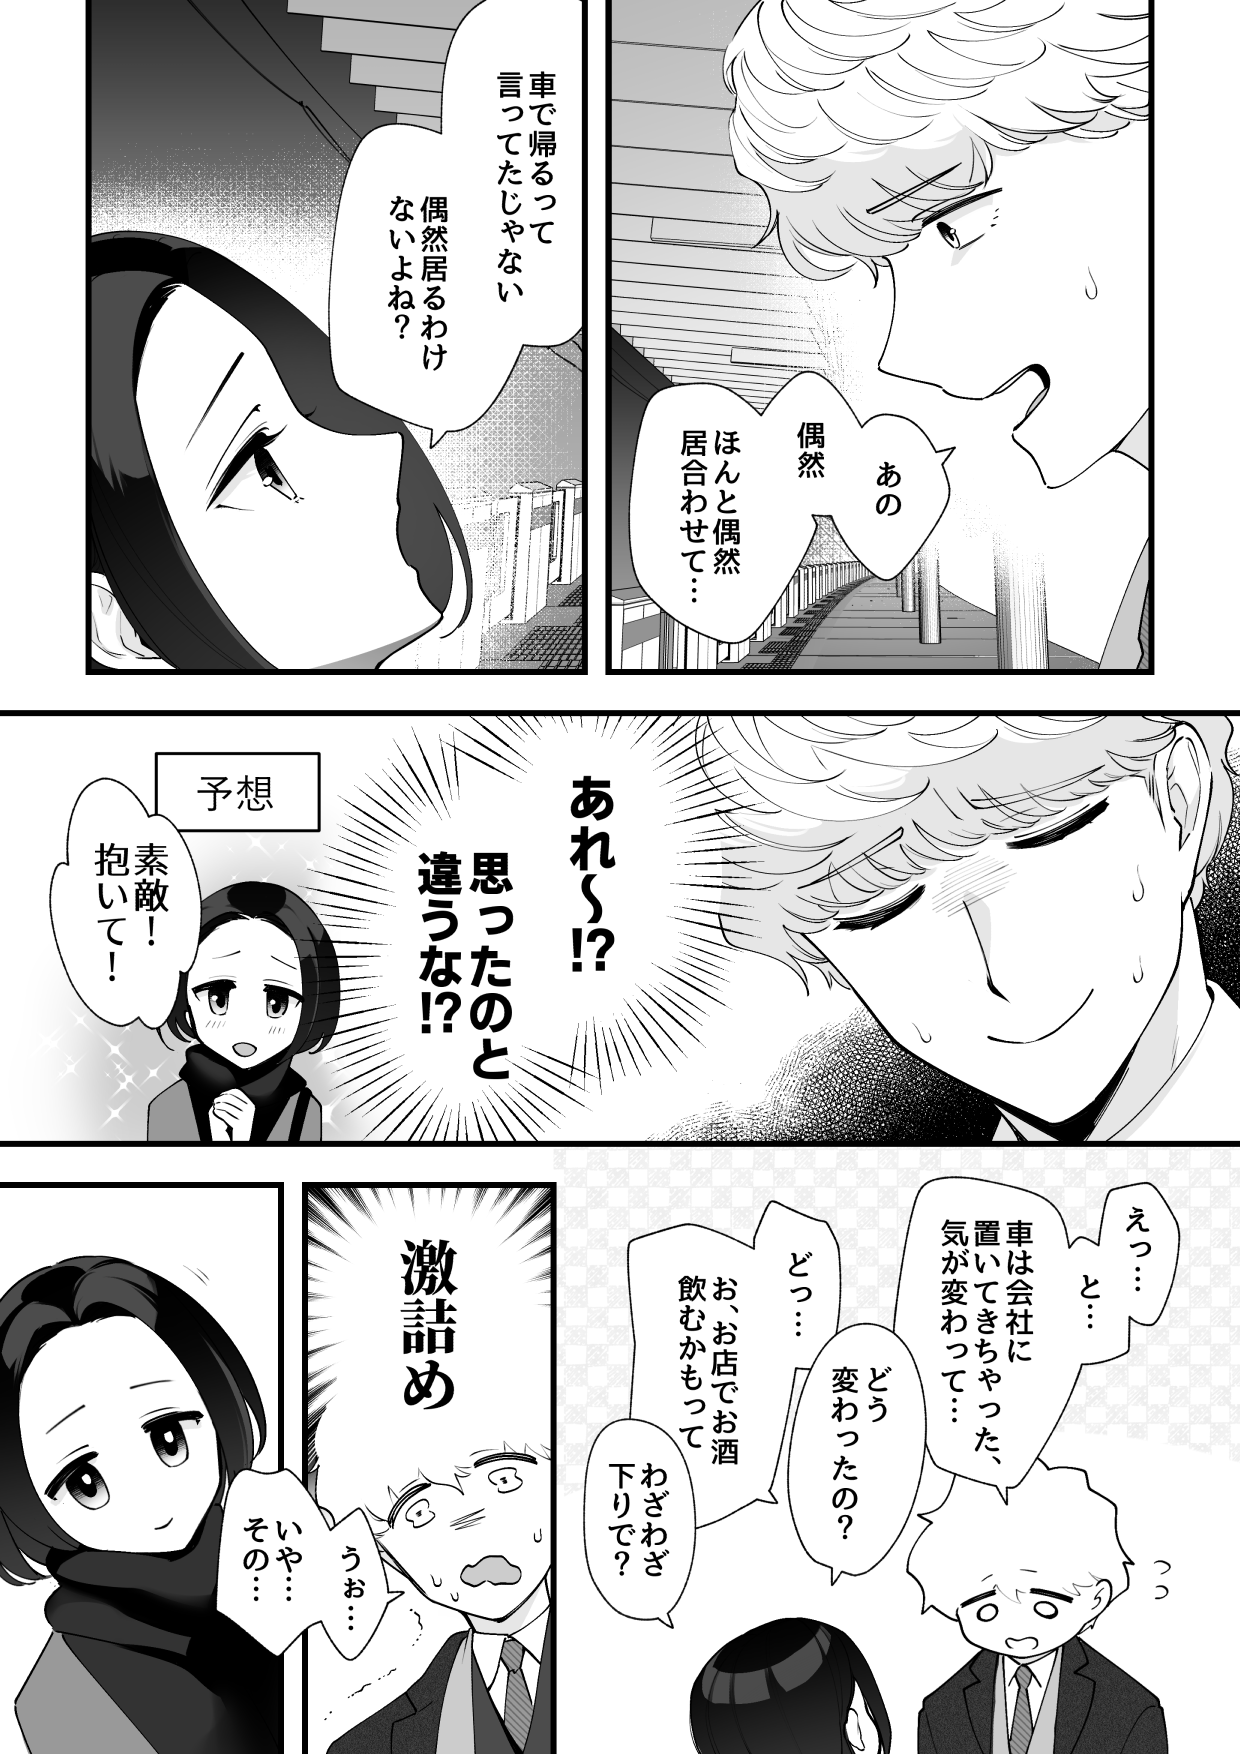 あの
偶然
ほんと偶然
居合わせて…
車で帰るって
言ってたじゃない
偶然居るわけ
ないよね？
あれ〜!?
思ったのと
違うな!?
予想
素敵！
抱いて！
えっ…
と…
車は会社に
置いてきちゃった、
気が変わって…
どう
変わったの？
どっ…
お、お店でお酒
飲むかもって
わざわざ
下りで？
激詰め
うぉ…
いや…
その…